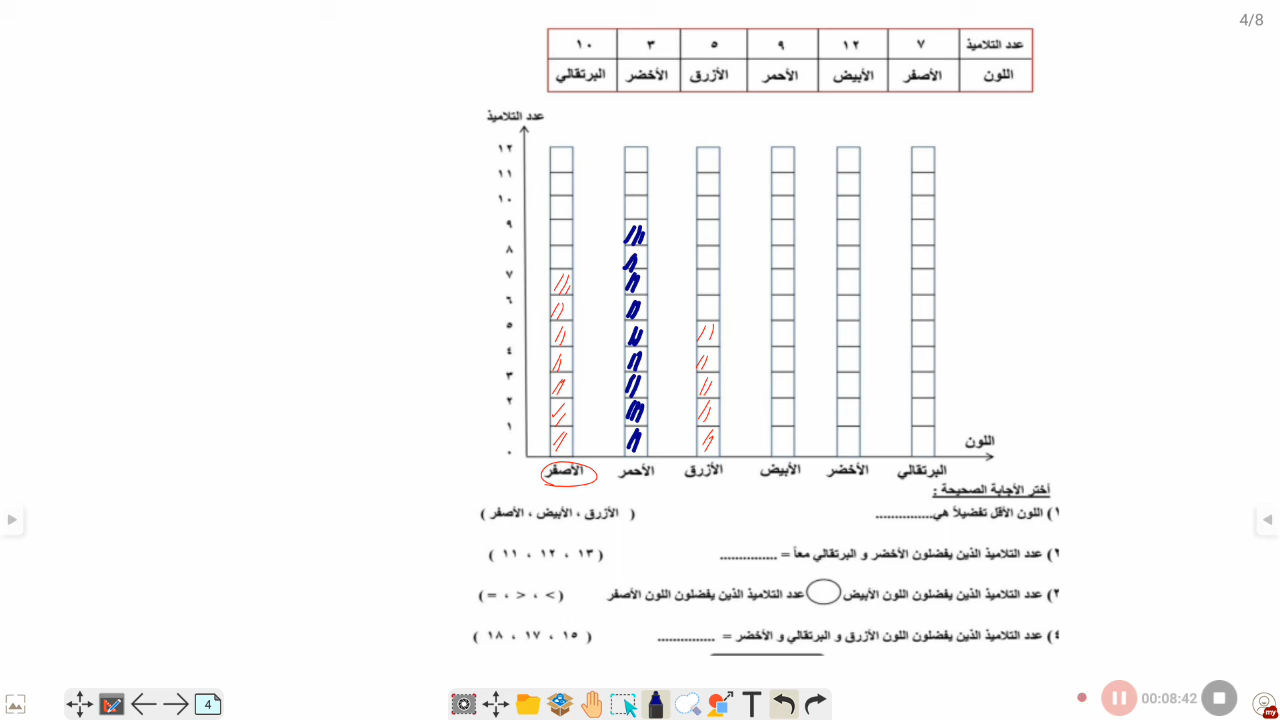 4/8
عدد التلاميذ ٧ ١٢ ٩ ٥ ٣ ١٠
اللون الأصفر الأبيض الأحمر الأزرق الأخضر البرتقالي
عدد التلاميذ
١٢
١١
١٠
٩
٨
٧
٦
٥
٤
٣
٢
١
٠
اللون
الأصفر الأحمر الأزرق الأبيض الأخضر البرتقالي
أختر الأجابة الصحيحة :
١) اللون الأقل تفضيلاً هي............... ( الأزرق ، الأبيض ، الأصفر )
٢) عدد التلاميذ الذين يفضلون الأخضر و البرتقالي معاً = .............. ( ١٣ ، ١٢ ، ١١ )
٣) عدد التلاميذ الذين يفضلون اللون الأبيض عدد التلاميذ الذين يفضلون اللون الأصفر ( < ، > ، = )
٤) عدد التلاميذ الذين يفضلون اللون الأزرق و البرتقالي و الأخضر = .............. ( ١٥ ، ١٧ ، ١٨ )
4
T
00:08:42
my